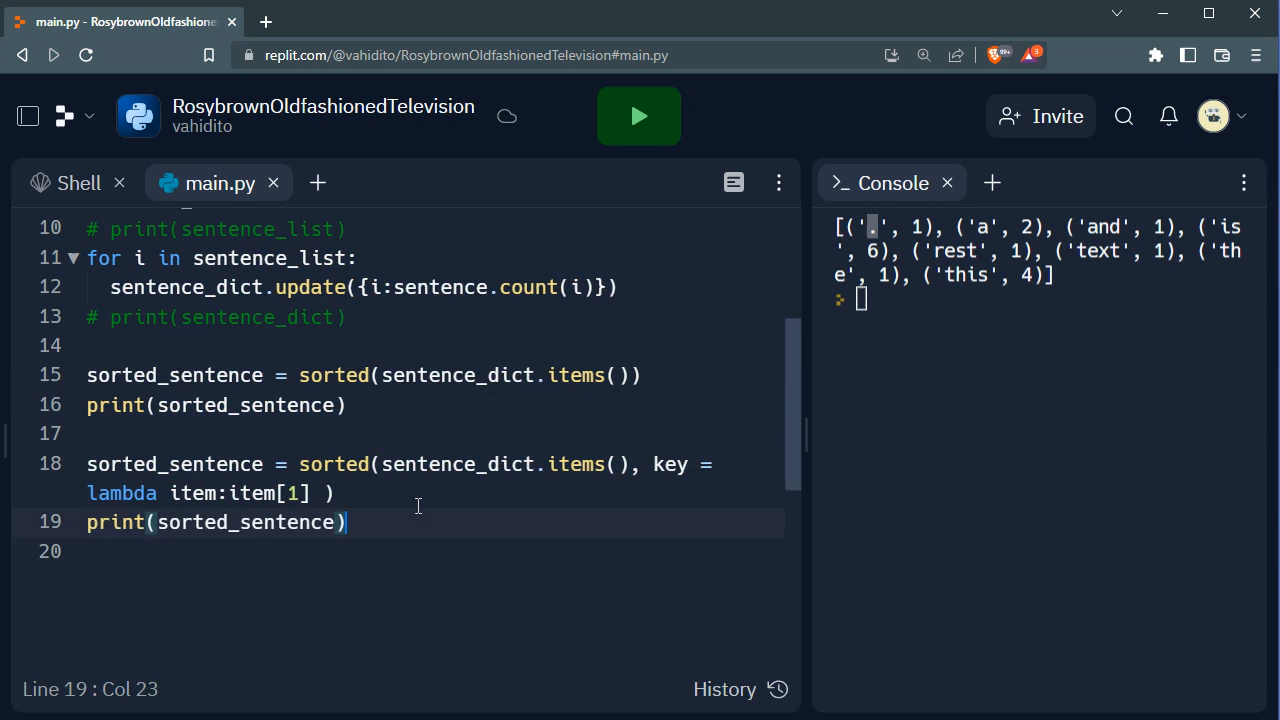 main.py - RosybrownOldfashione
replit.com/@vahidito/RosybrownOldfashionedTelevision#main.py
99+
3
RosybrownOldfashionedTelevision
vahidito
Invite
Shell
main.py
10 # print(sentence_list)
11 for i in sentence_list:
12 sentence_dict.update({i:sentence.count(i)})
13 # print(sentence_dict)
14
15 sorted_sentence = sorted(sentence_dict.items())
16 print(sorted_sentence)
17
18 sorted_sentence = sorted(sentence_dict.items(), key =
lambda item:item[1] )
19 print(sorted_sentence)
20
Line 19 : Col 23
History
Console
[('.', 1), ('a', 2), ('and', 1), ('is
', 6), ('rest', 1), ('text', 1), ('th
e', 1), ('this', 4)]